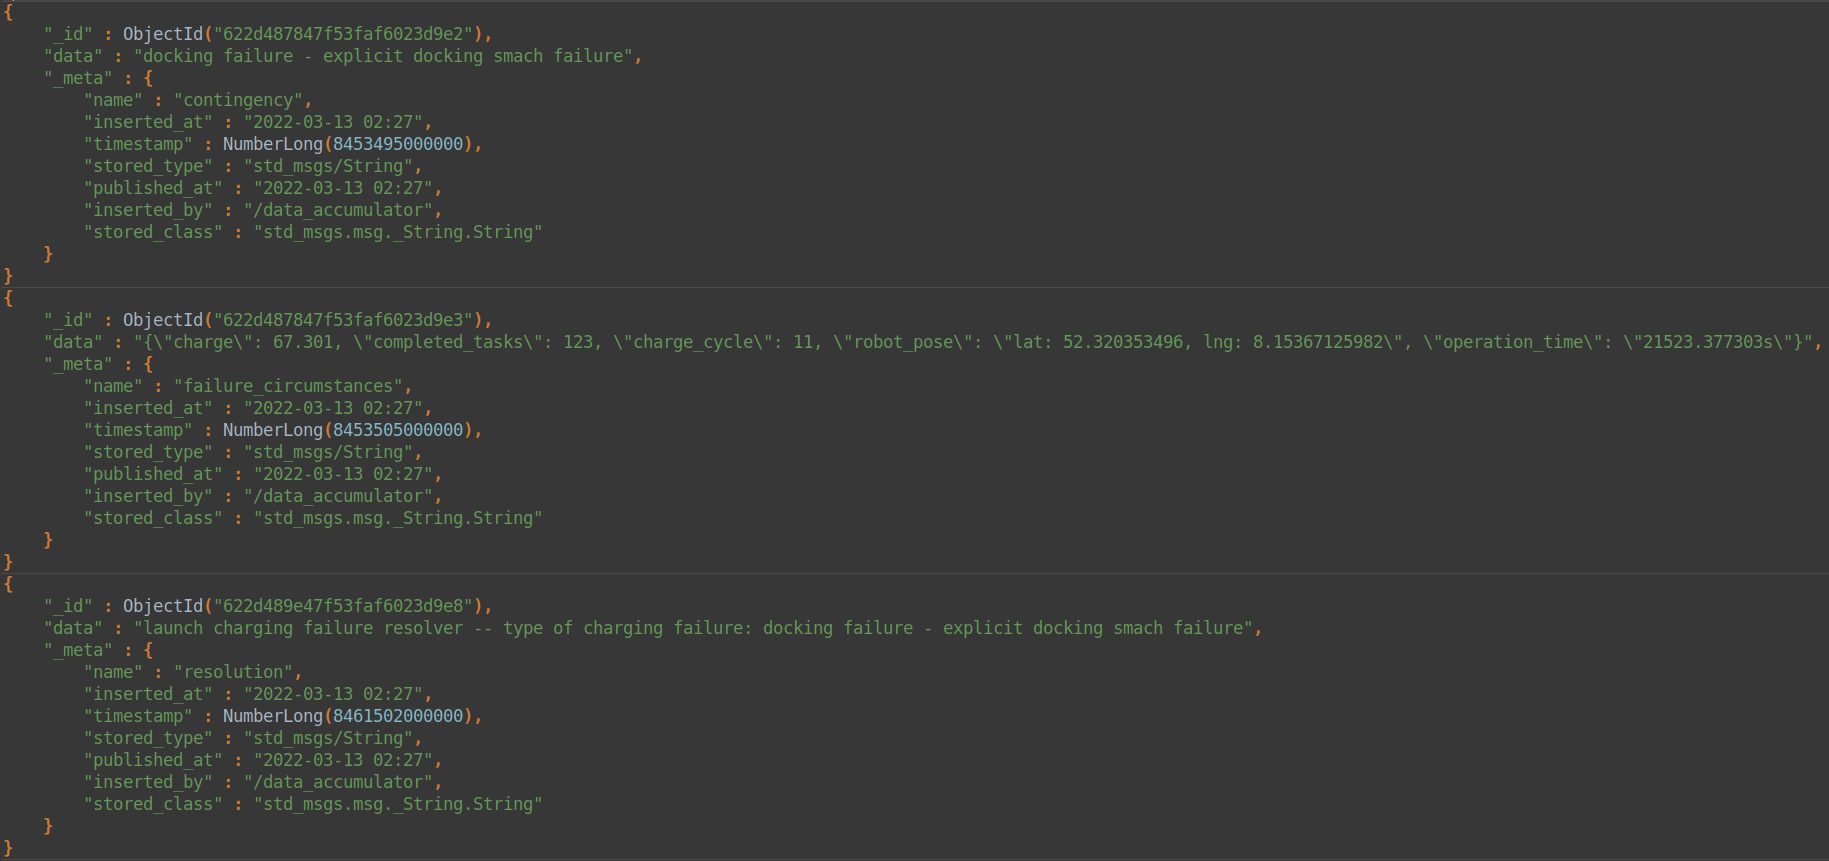 {
    "_id" : ObjectId("622d487847f53faf6023d9e2"),
    "data" : "docking failure - explicit docking smach failure",
    "_meta" : {
        "name" : "contingency",
        "inserted_at" : "2022-03-13 02:27",
        "timestamp" : NumberLong(8453495000000),
        "stored_type" : "std_msgs/String",
        "published_at" : "2022-03-13 02:27",
        "inserted_by" : "/data_accumulator",
        "stored_class" : "std_msgs.msg._String.String"
    }
}
{
    "_id" : ObjectId("622d487847f53faf6023d9e3"),
    "data" : "{\"charge\": 67.301, \"completed_tasks\": 123, \"charge_cycle\": 11, \"robot_pose\": \"lat: 52.320353496, lng: 8.15367125982\", \"operation_time\": \"21523.377303s\"}",
    "_meta" : {
        "name" : "failure_circumstances",
        "inserted_at" : "2022-03-13 02:27",
        "timestamp" : NumberLong(8453505000000),
        "stored_type" : "std_msgs/String",
        "published_at" : "2022-03-13 02:27",
        "inserted_by" : "/data_accumulator",
        "stored_class" : "std_msgs.msg._String.String"
    }
}
{
    "_id" : ObjectId("622d489e47f53faf6023d9e8"),
    "data" : "launch charging failure resolver -- type of charging failure: docking failure - explicit docking smach failure",
    "_meta" : {
        "name" : "resolution",
        "inserted_at" : "2022-03-13 02:27",
        "timestamp" : NumberLong(8461502000000),
        "stored_type" : "std_msgs/String",
        "published_at" : "2022-03-13 02:27",
        "inserted_by" : "/data_accumulator",
        "stored_class" : "std_msgs.msg._String.String"
    }
}